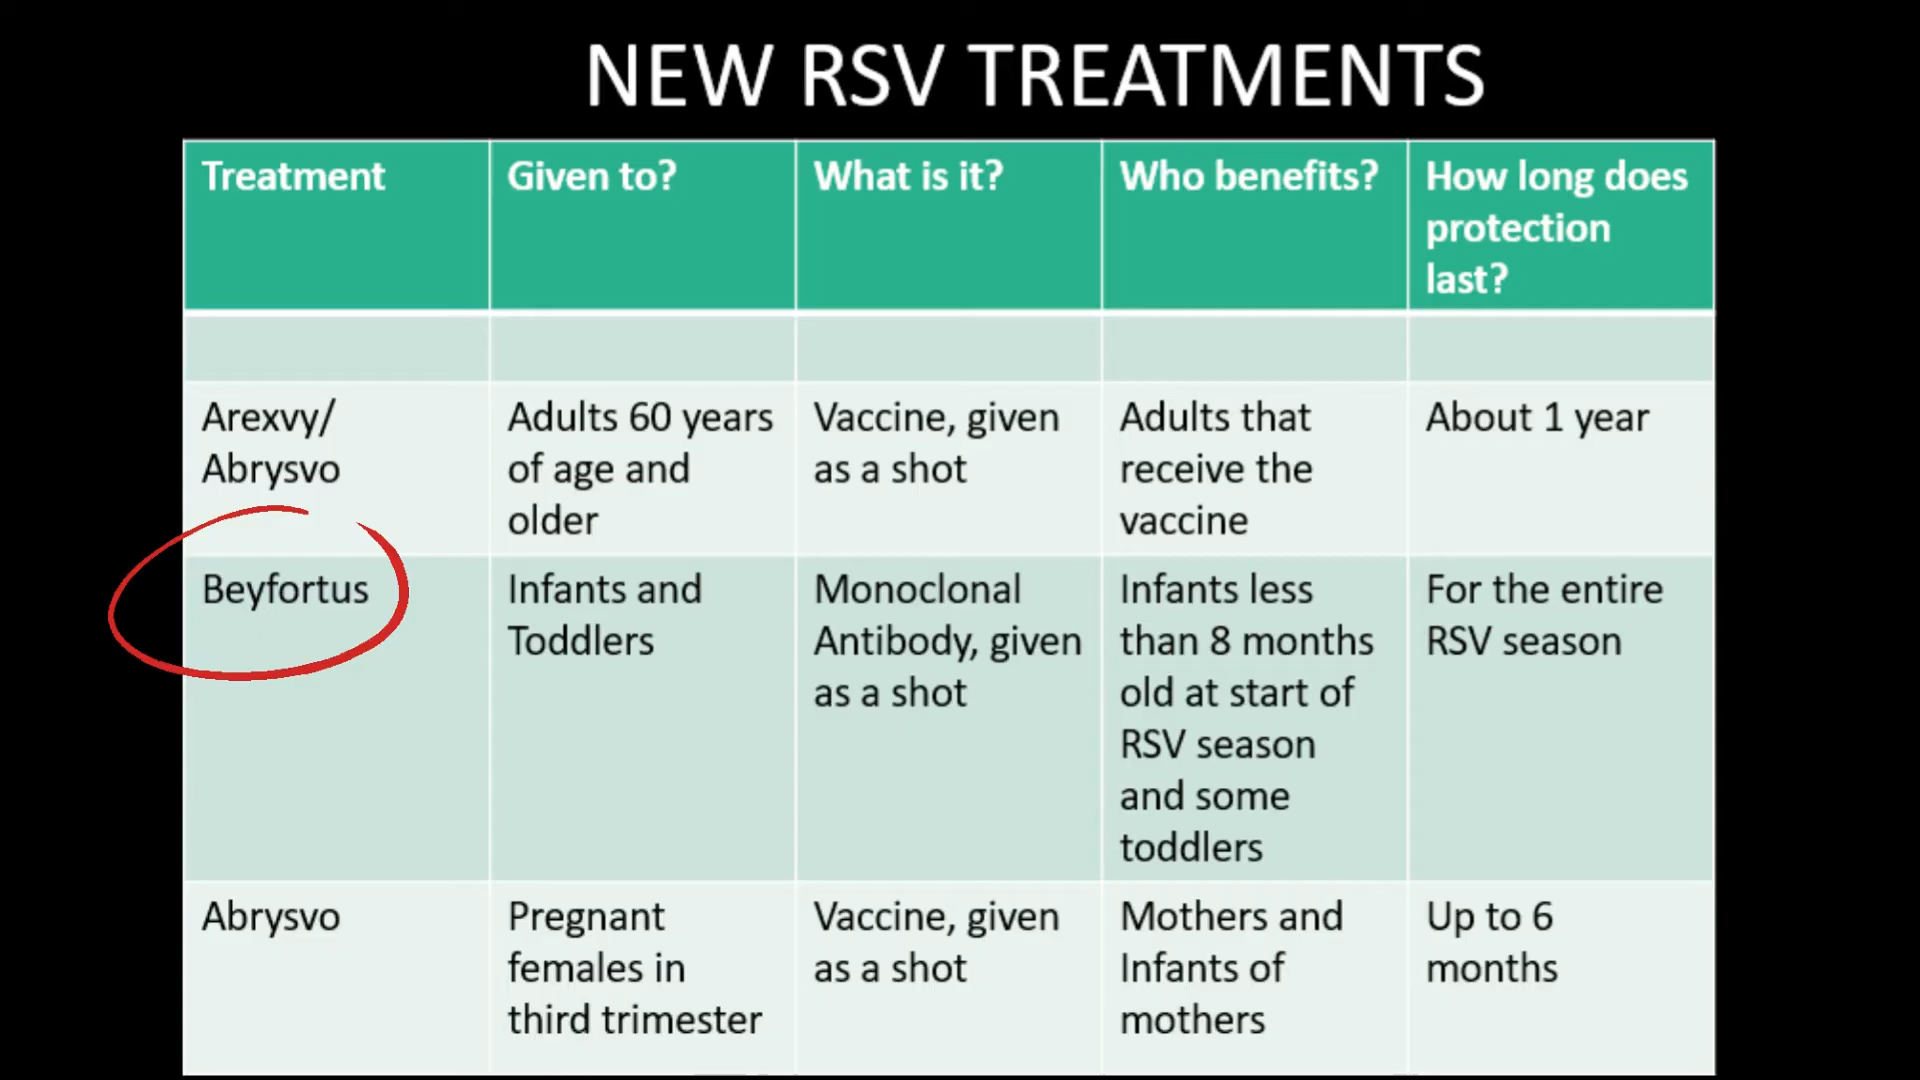 NEW RSV TREATMENTS
Treatment
Given to?
What is it?
Who benefits?
How long does
protection
last?
Arexvy/
Abrysvo
Adults 60 years
of age and
older
Vaccine, given
as a shot
Adults that
receive the
vaccine
About 1 year
Beyfortus
Infants and
Toddlers
Monoclonal
Antibody, given
as a shot
Infants less
than 8 months
old at start of
RSV season
and some
toddlers
For the entire
RSV season
Abrysvo
Pregnant
females in
third trimester
Vaccine, given
as a shot
Mothers and
Infants of
mothers
Up to 6
months